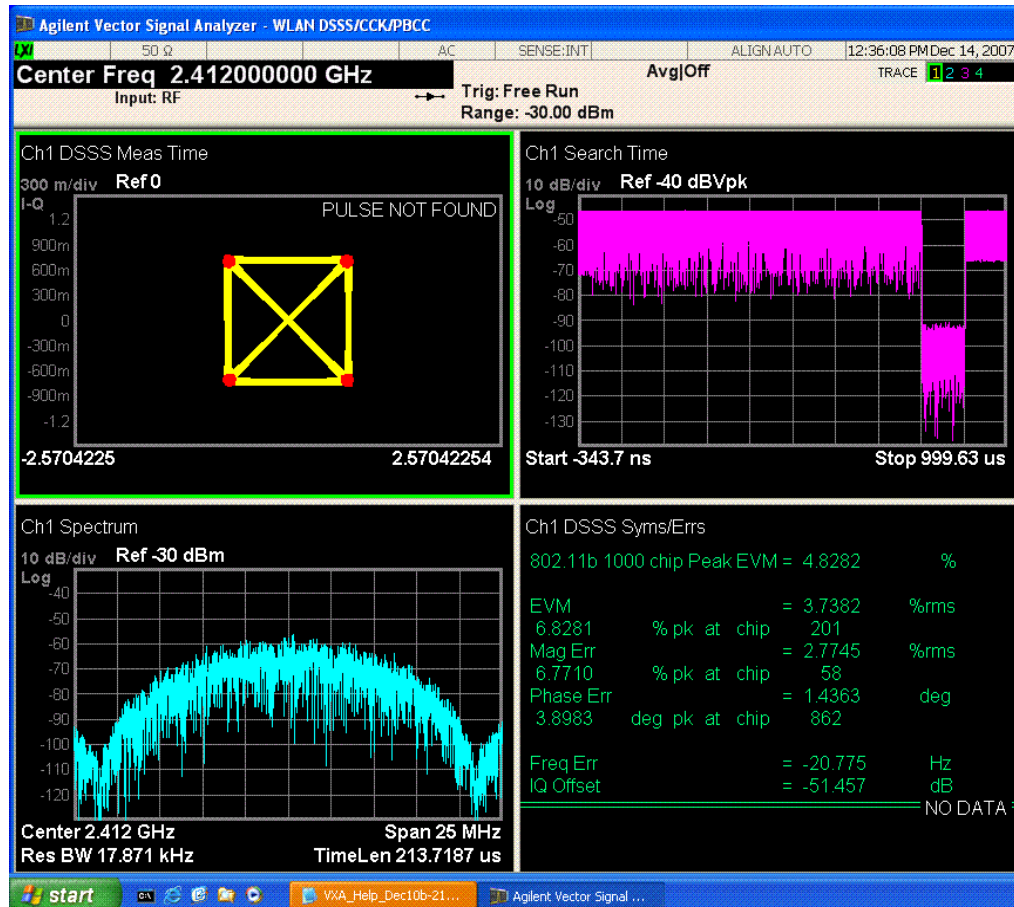 Agilent Vector Signal Analyzer - WLAN DSSS/CCK/PBCC
LXI 50 Ω AC SENSE:INT ALIGN AUTO 12:36:08 PM Dec 14, 2007
Center Freq 2.412000000 GHz
Input: RF
Trig: Free Run
Range: -30.00 dBm
Avg|Off
TRACE 1 2 3 4
Ch1 DSSS Meas Time
300 m/div Ref 0
I-Q
PULSE NOT FOUND
1.2
900m
600m
300m
0
-300m
-600m
-900m
-1.2
-2.5704225 2.57042254
Ch1 Search Time
10 dB/div Ref -40 dBVpk
Log
-50
-60
-70
-80
-90
-100
-110
-120
-130
Start -343.7 ns Stop 999.63 us
Ch1 Spectrum
10 dB/div Ref -30 dBm
Log
-40
-50
-60
-70
-80
-90
-100
-110
-120
Center 2.412 GHz Span 25 MHz
Res BW 17.871 kHz TimeLen 213.7187 us
Ch1 DSSS Syms/Errs
802.11b 1000 chip Peak EVM = 4.8282 %
EVM = 3.7382 %rms
6.8281 % pk at chip 201
Mag Err = 2.7745 %rms
6.7710 % pk at chip 58
Phase Err = 1.4363 deg
3.8983 deg pk at chip 862
Freq Err = -20.775 Hz
IQ Offset = -51.457 dB
NO DATA
start
VXA_Help_Dec10b-21...
Agilent Vector Signal ...